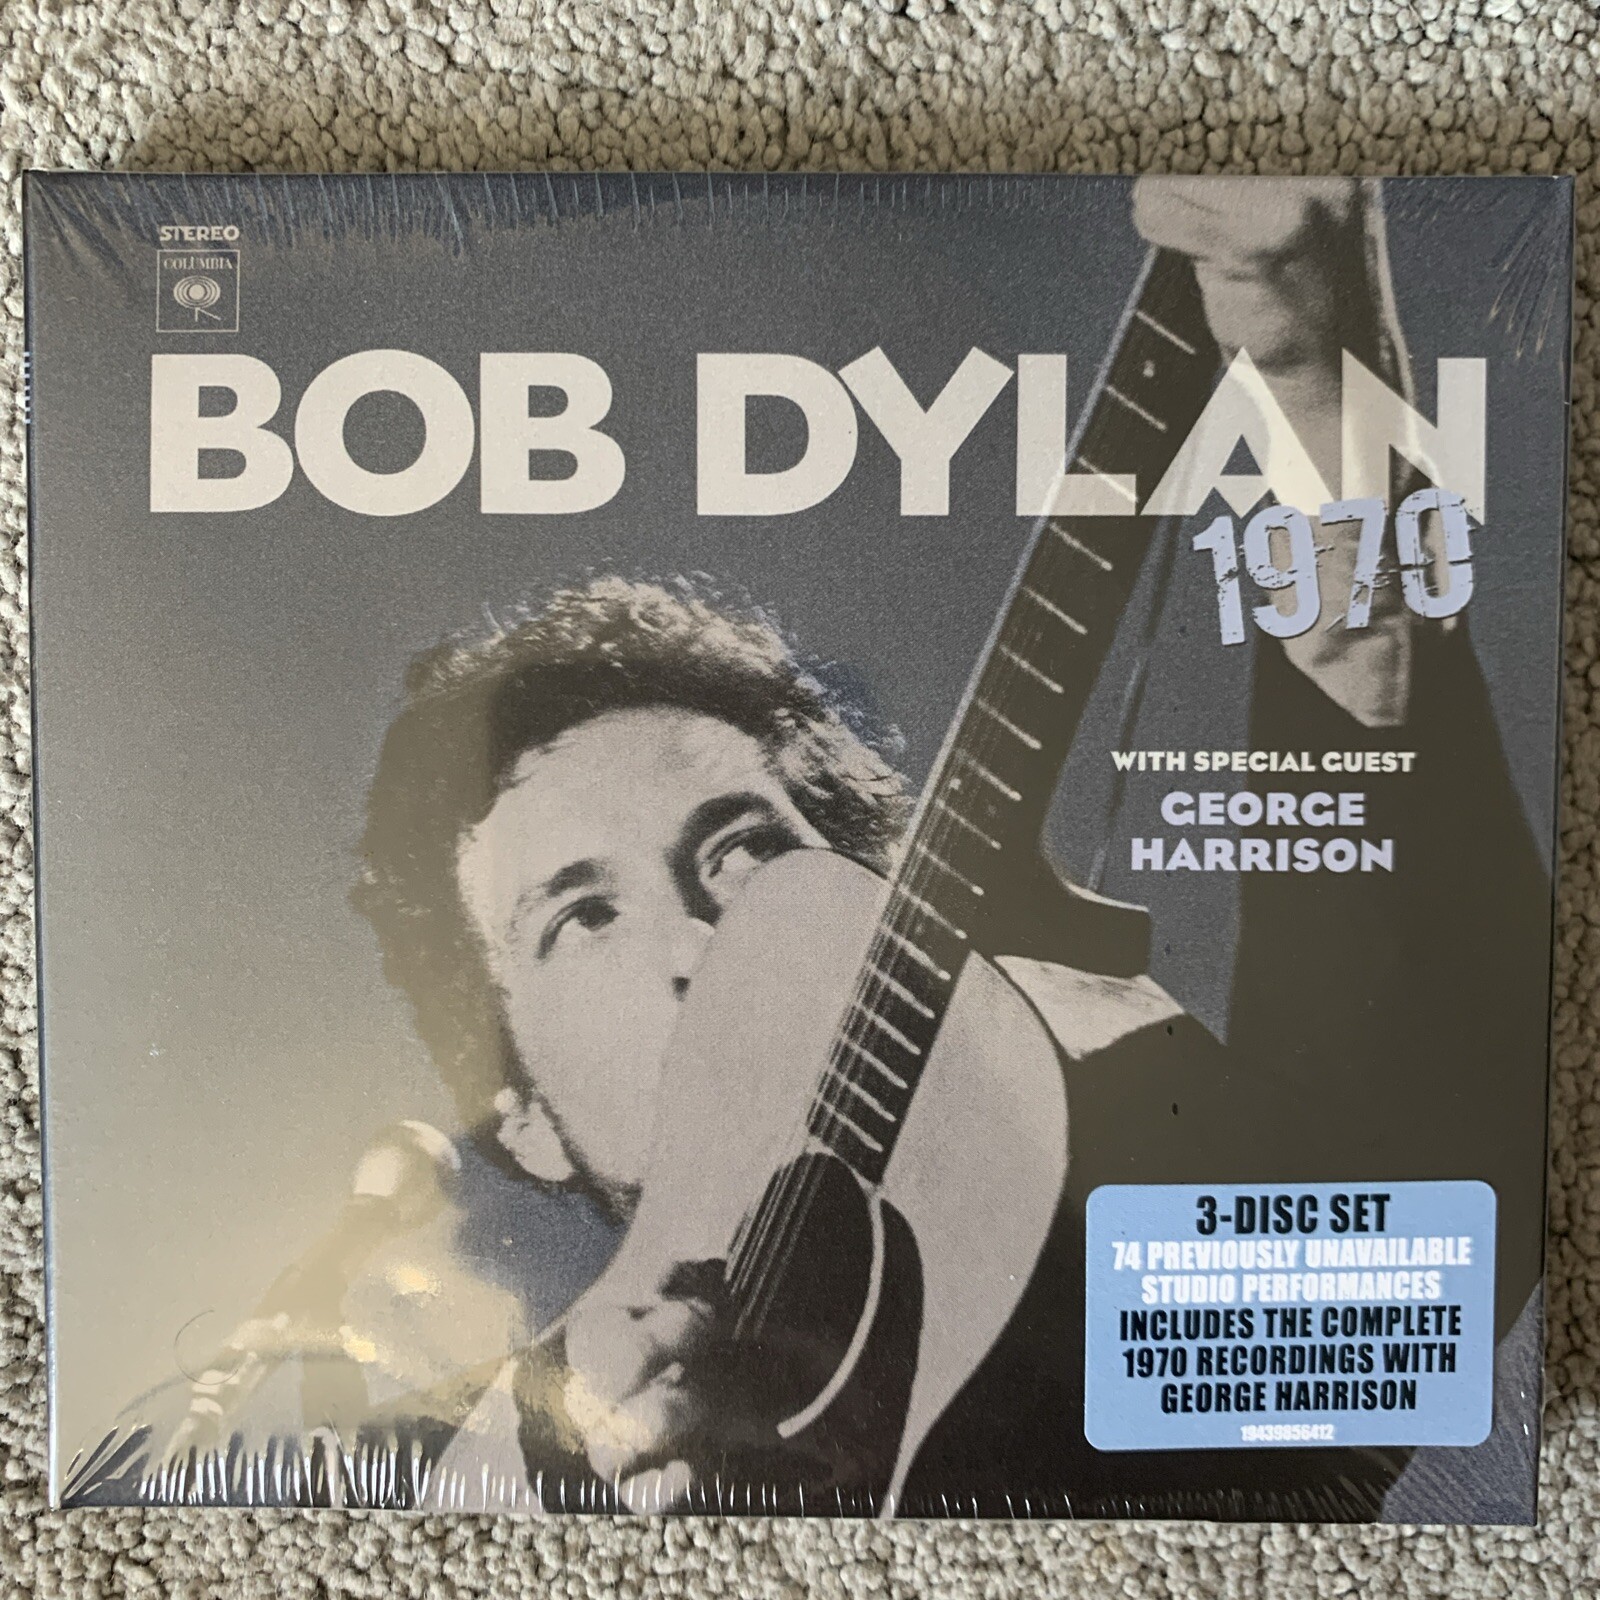 STEREO
COLUMBIA
BOB DYLAN
1970
WITH SPECIAL GUEST
GEORGE
HARRISON
3-DISC SET
74 PREVIOUSLY UNAVAILABLE
STUDIO PERFORMANCES
INCLUDES THE COMPLETE
1970 RECORDINGS WITH
GEORGE HARRISON
19439856412